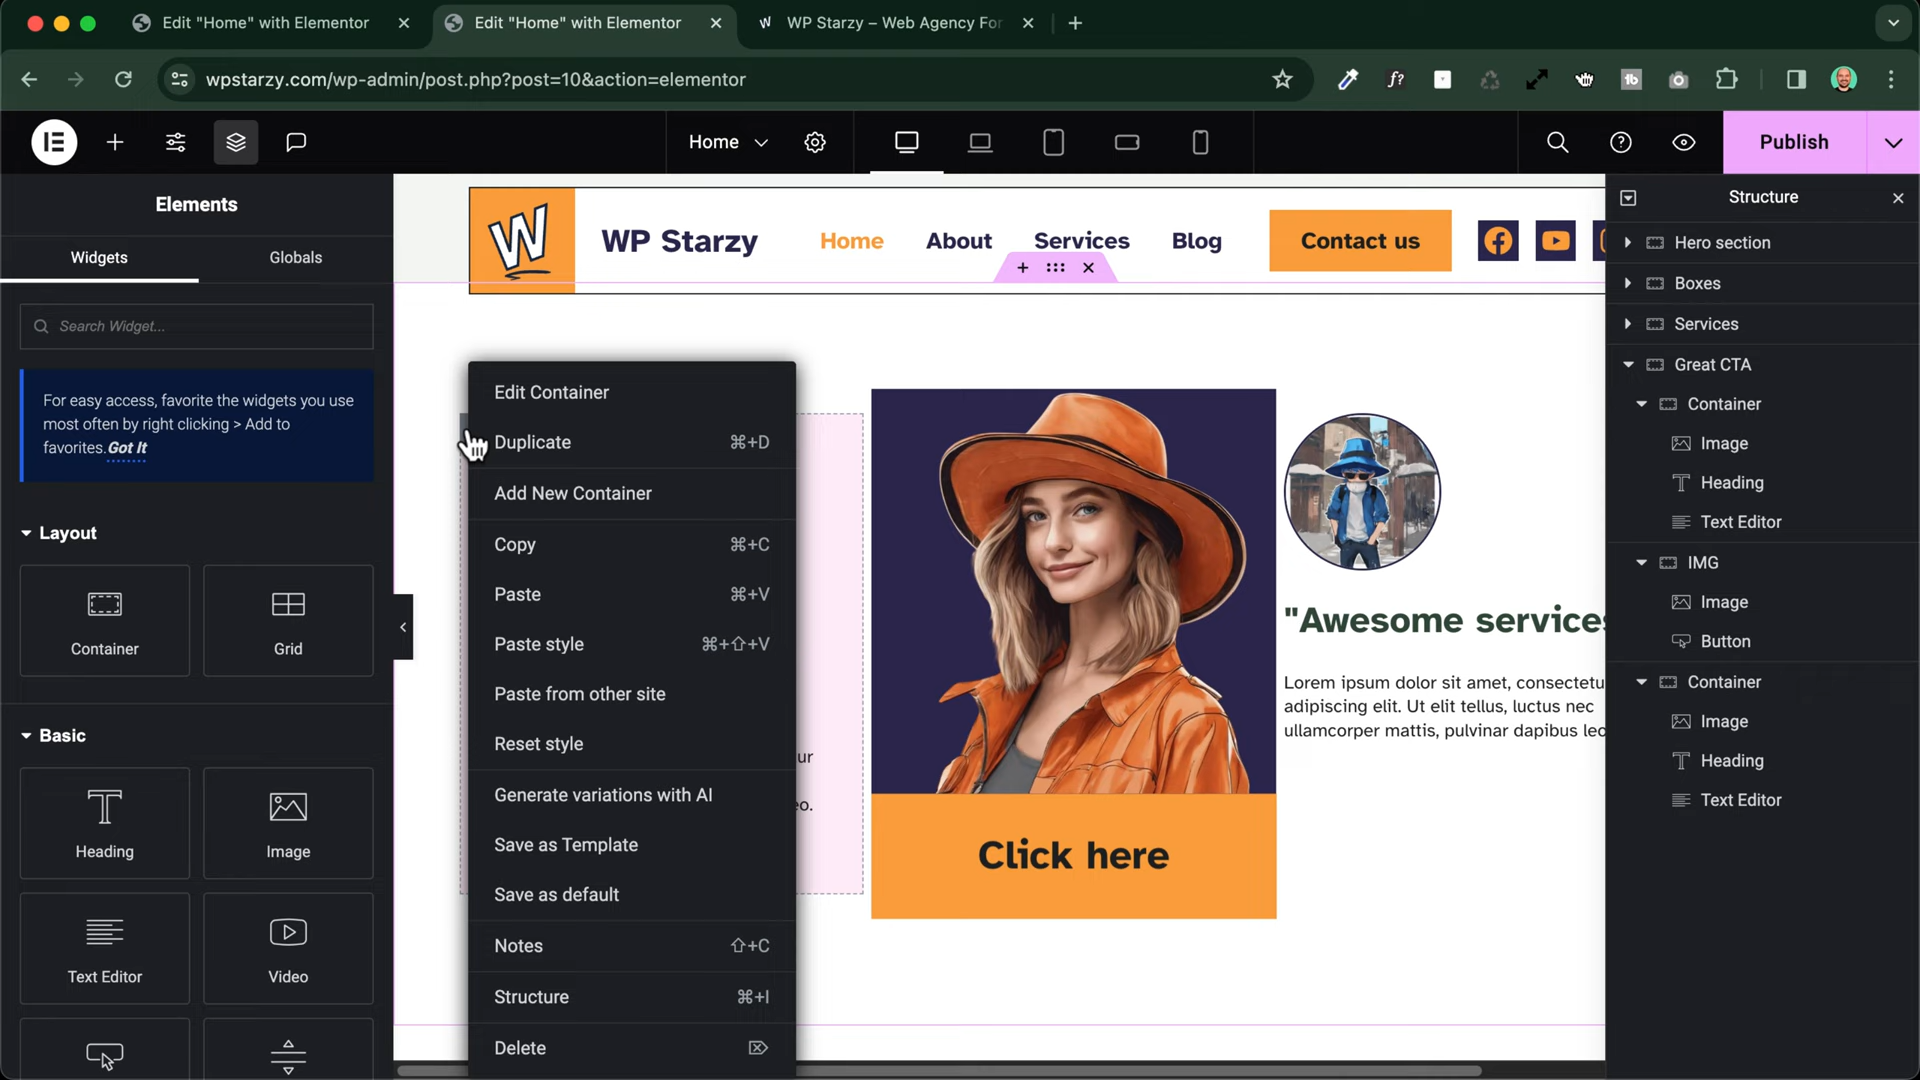 Edit "Home" with Elementor
Edit "Home" with Elementor
WP Starzy – Web Agency For
wpstarzy.com/wp-admin/post.php?post=10&action=elementor
f?
Home
Publish
Elements
Widgets
Globals
Search Widget...
For easy access, favorite the widgets you use
most often by right clicking > Add to
favorites. Got It
Layout
Container
Grid
Basic
Heading
Image
Text Editor
Video
W
WP Starzy
Home
About
Services
Blog
Contact us
Edit Container
Duplicate ⌘+D
Add New Container
Copy ⌘+C
Paste ⌘+V
Paste style ⌘+⇧+V
Paste from other site
Reset style
Generate variations with AI
Save as Template
Save as default
Notes ⇧+C
Structure ⌘+I
Delete ⌦
Click here
"Awesome services
Lorem ipsum dolor sit amet, consectetu
adipiscing elit. Ut elit tellus, luctus nec
ullamcorper mattis, pulvinar dapibus leo
Structure
Hero section
Boxes
Services
Great CTA
Container
Image
Heading
Text Editor
IMG
Image
Button
Container
Image
Heading
Text Editor